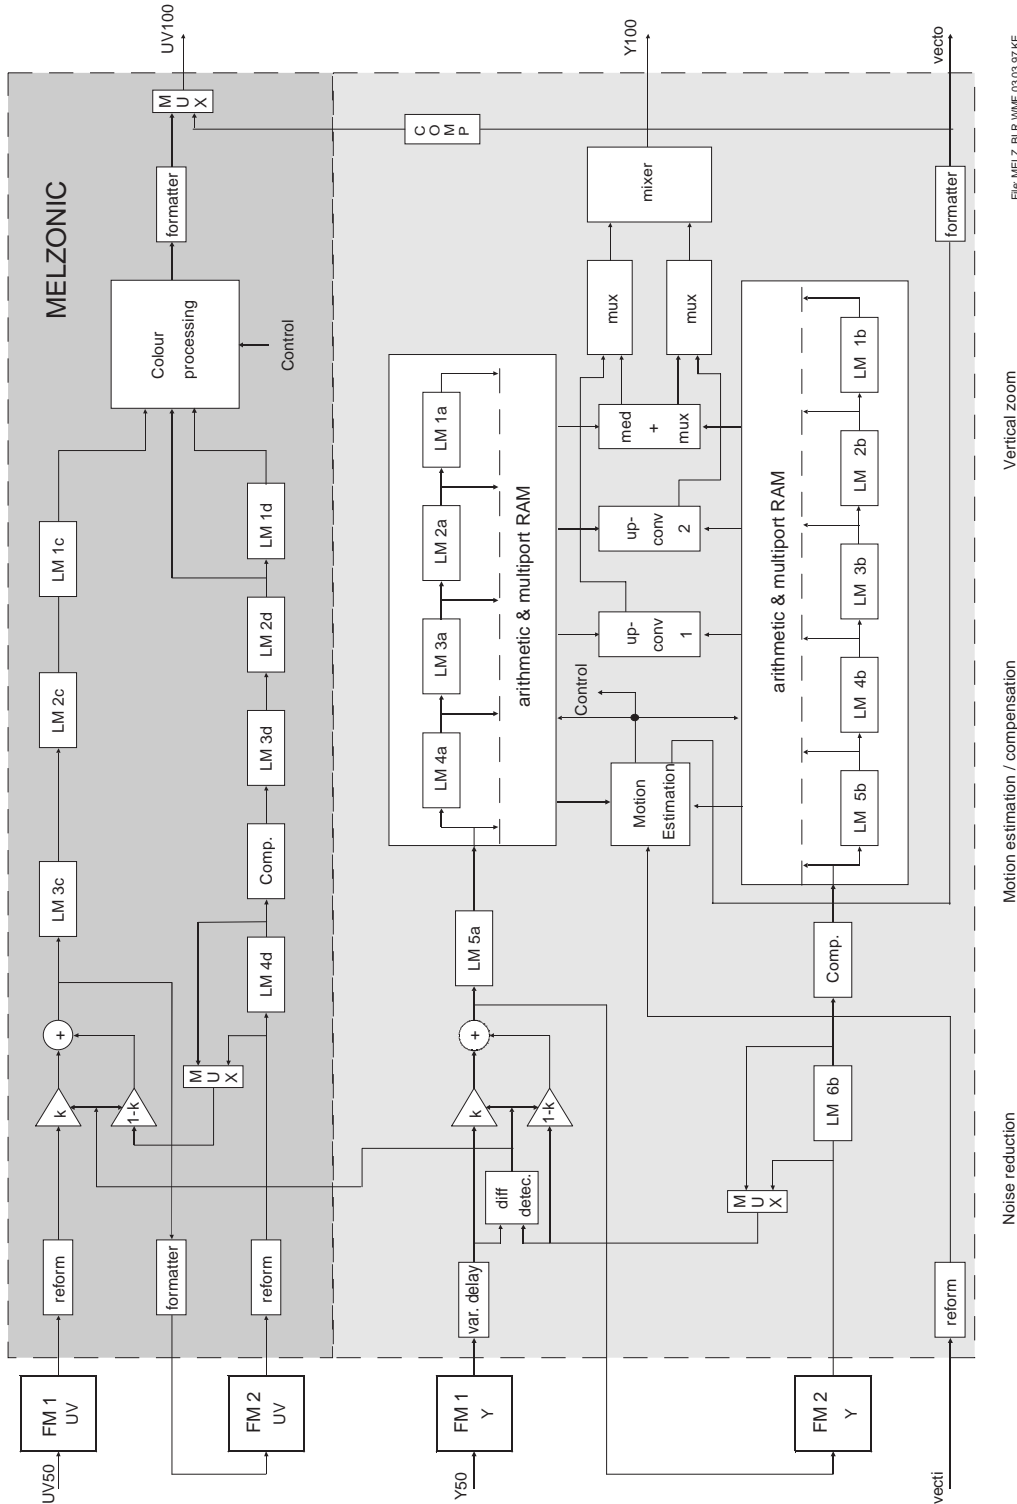 MELZONIC
UV50
FM 1
UV
reform
k
1-k
+
LM 3c
LM 2c
LM 1c
Colour
processing
Control
formatter
M
U
X
UV100
formatter
FM 2
UV
reform
M
U
X
LM 4d
Comp.
LM 3d
LM 2d
LM 1d
C
O
M
P
Y50
FM 1
Y
var. delay
diff
detec.
k
1-k
+
LM 5a
LM 4a
LM 3a
LM 2a
LM 1a
arithmetic & multiport RAM
Motion
Estimation
Control
up-
conv
1
up-
conv
2
med
+
mux
mux
mux
mixer
Y100
FM 2
Y
M
U
X
LM 6b
Comp.
arithmetic & multiport RAM
LM 5b
LM 4b
LM 3b
LM 2b
LM 1b
vecti
reform
formatter
vecto
Noise reduction
Motion estimation / compensation
Vertical zoom